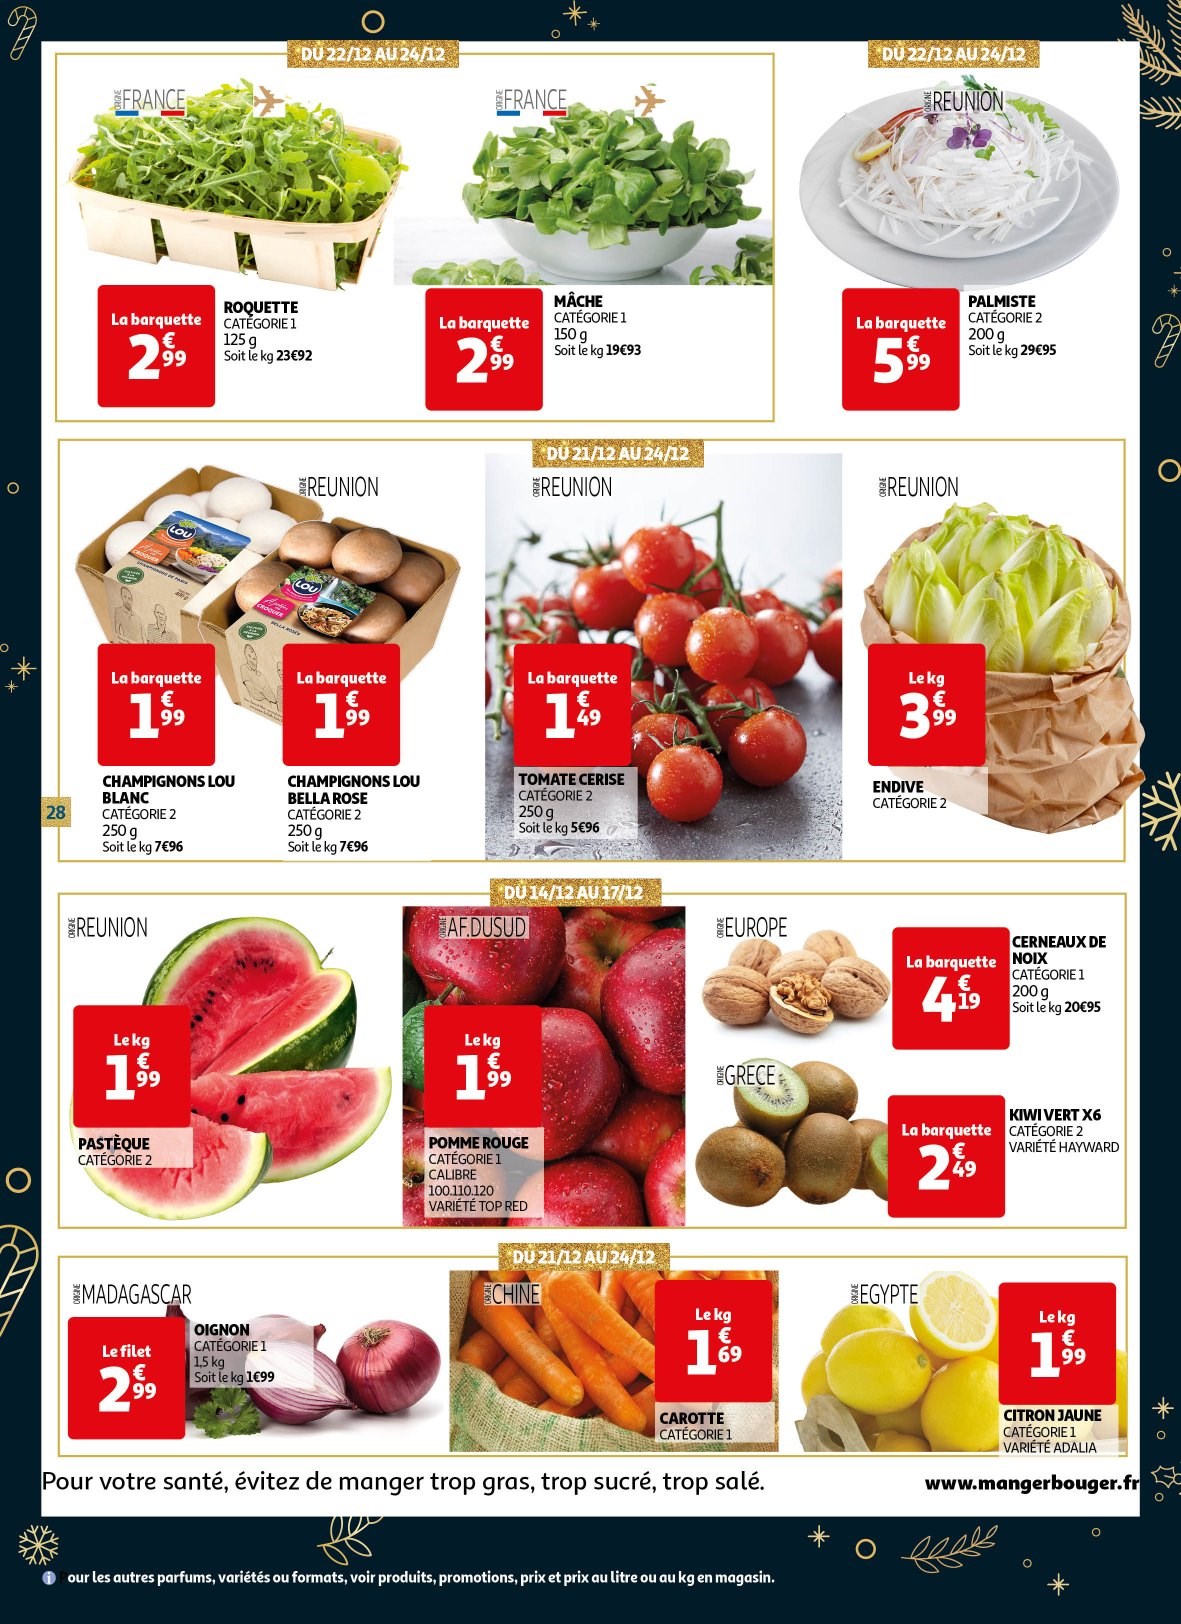 DU 22/12 AU 24/12
ORIGINE FRANCE
ORIGINE FRANCE
La barquette
2€99
ROQUETTE
CATÉGORIE 1
125 g
Soit le kg 23€92
La barquette
2€99
MÂCHE
CATÉGORIE 1
150 g
Soit le kg 19€93
DU 22/12 AU 24/12
ORIGINE REUNION
La barquette
5€99
PALMISTE
CATÉGORIE 2
200 g
Soit le kg 29€95
DU 21/12 AU 24/12
ORIGINE REUNION
LOU
CROQUER
CHAMPIGNONS DE PARIS
LOU
CROQUER
BELLA ROSÉE
La barquette
1€99
CHAMPIGNONS LOU
BLANC
CATÉGORIE 2
250 g
Soit le kg 7€96
La barquette
1€99
CHAMPIGNONS LOU
BELLA ROSE
CATÉGORIE 2
250 g
Soit le kg 7€96
ORIGINE REUNION
La barquette
1€49
TOMATE CERISE
CATÉGORIE 2
250 g
Soit le kg 5€96
ORIGINE REUNION
Le kg
3€99
ENDIVE
CATÉGORIE 2
28
DU 14/12 AU 17/12
ORIGINE REUNION
Le kg
1€99
PASTÈQUE
CATÉGORIE 2
ORIGINE AF.DUSUD
Le kg
1€99
POMME ROUGE
CATÉGORIE 1
CALIBRE
100.110.120
VARIÉTÉ TOP RED
ORIGINE EUROPE
La barquette
4€19
CERNEAUX DE
NOIX
CATÉGORIE 1
200 g
Soit le kg 20€95
ORIGINE GRECE
La barquette
2€49
KIWI VERT X6
CATÉGORIE 2
VARIÉTÉ HAYWARD
DU 21/12 AU 24/12
ORIGINE MADAGASCAR
Le filet
2€99
OIGNON
CATÉGORIE 1
1,5 kg
Soit le kg 1€99
ORIGINE CHINE
Le kg
1€69
CAROTTE
CATÉGORIE 1
ORIGINE EGYPTE
Le kg
1€99
CITRON JAUNE
CATÉGORIE 1
VARIÉTÉ ADALIA
Pour votre santé, évitez de manger trop gras, trop sucré, trop salé.
www.mangerbouger.fr
i Pour les autres parfums, variétés ou formats, voir produits, promotions, prix et prix au litre ou au kg en magasin.